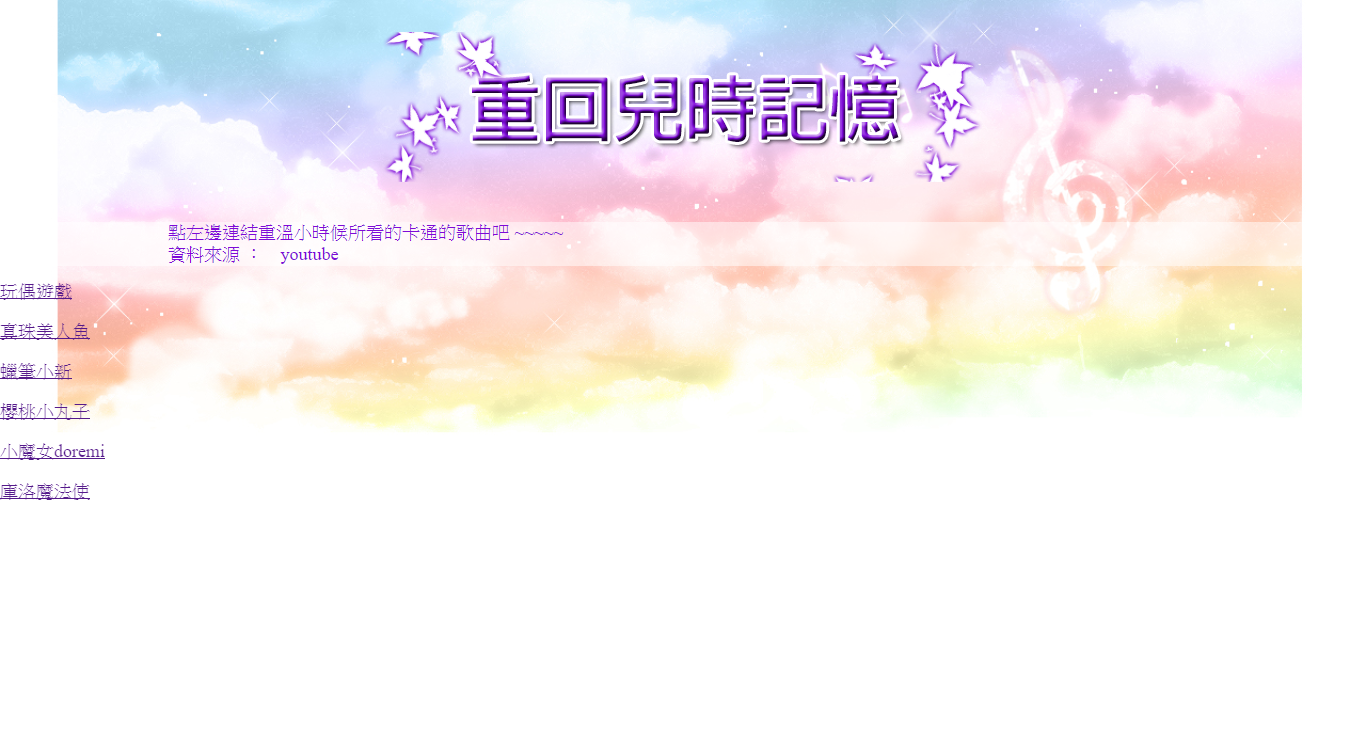 重回兒時記憶
點左邊連結重溫小時候所看的卡通的歌曲吧 ~~~~~
資料來源 ： youtube
玩偶遊戲
真珠美人魚
蠟筆小新
櫻桃小丸子
小魔女doremi
庫洛魔法使